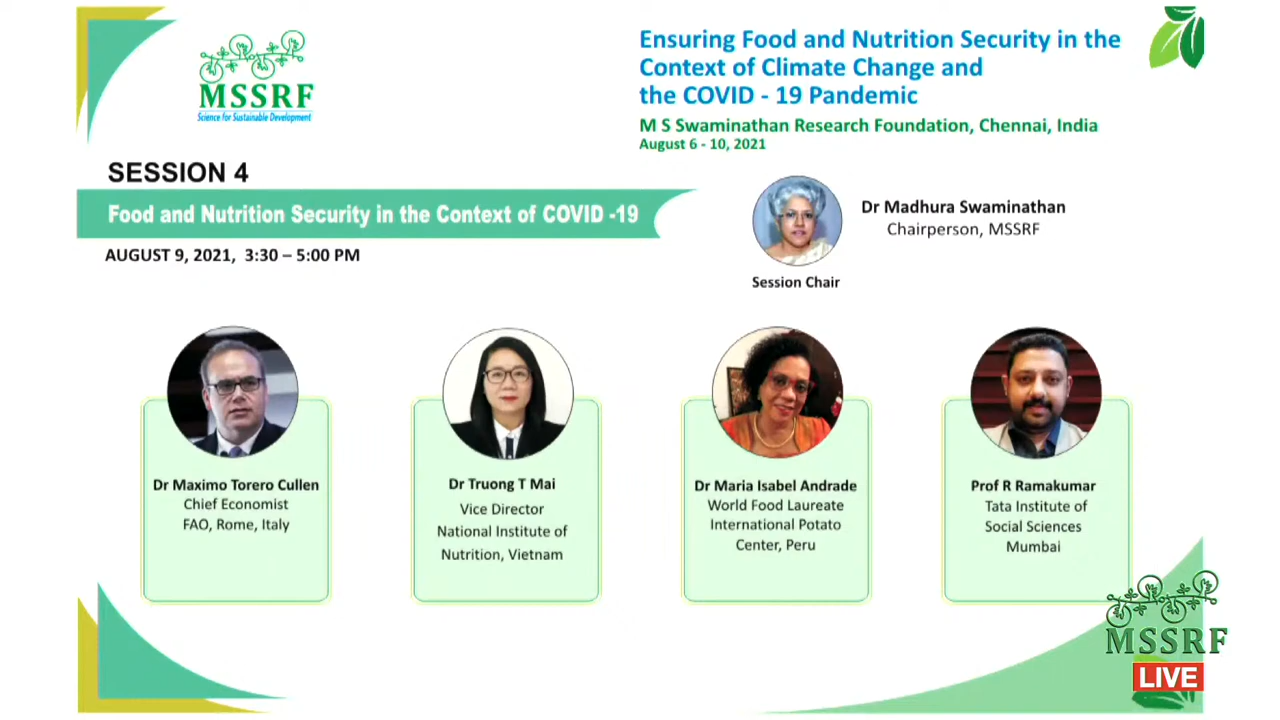 MSSRF
Science for Sustainable Development
Ensuring Food and Nutrition Security in the
Context of Climate Change and
the COVID - 19 Pandemic
M S Swaminathan Research Foundation, Chennai, India
August 6 - 10, 2021
SESSION 4
Food and Nutrition Security in the Context of COVID -19
AUGUST 9, 2021, 3:30 – 5:00 PM
Dr Madhura Swaminathan
Chairperson, MSSRF
Session Chair
Dr Maximo Torero Cullen
Chief Economist
FAO, Rome, Italy
Dr Truong T Mai
Vice Director
National Institute of
Nutrition, Vietnam
Dr Maria Isabel Andrade
World Food Laureate
International Potato
Center, Peru
Prof R Ramakumar
Tata Institute of
Social Sciences
Mumbai
MSSRF
LIVE